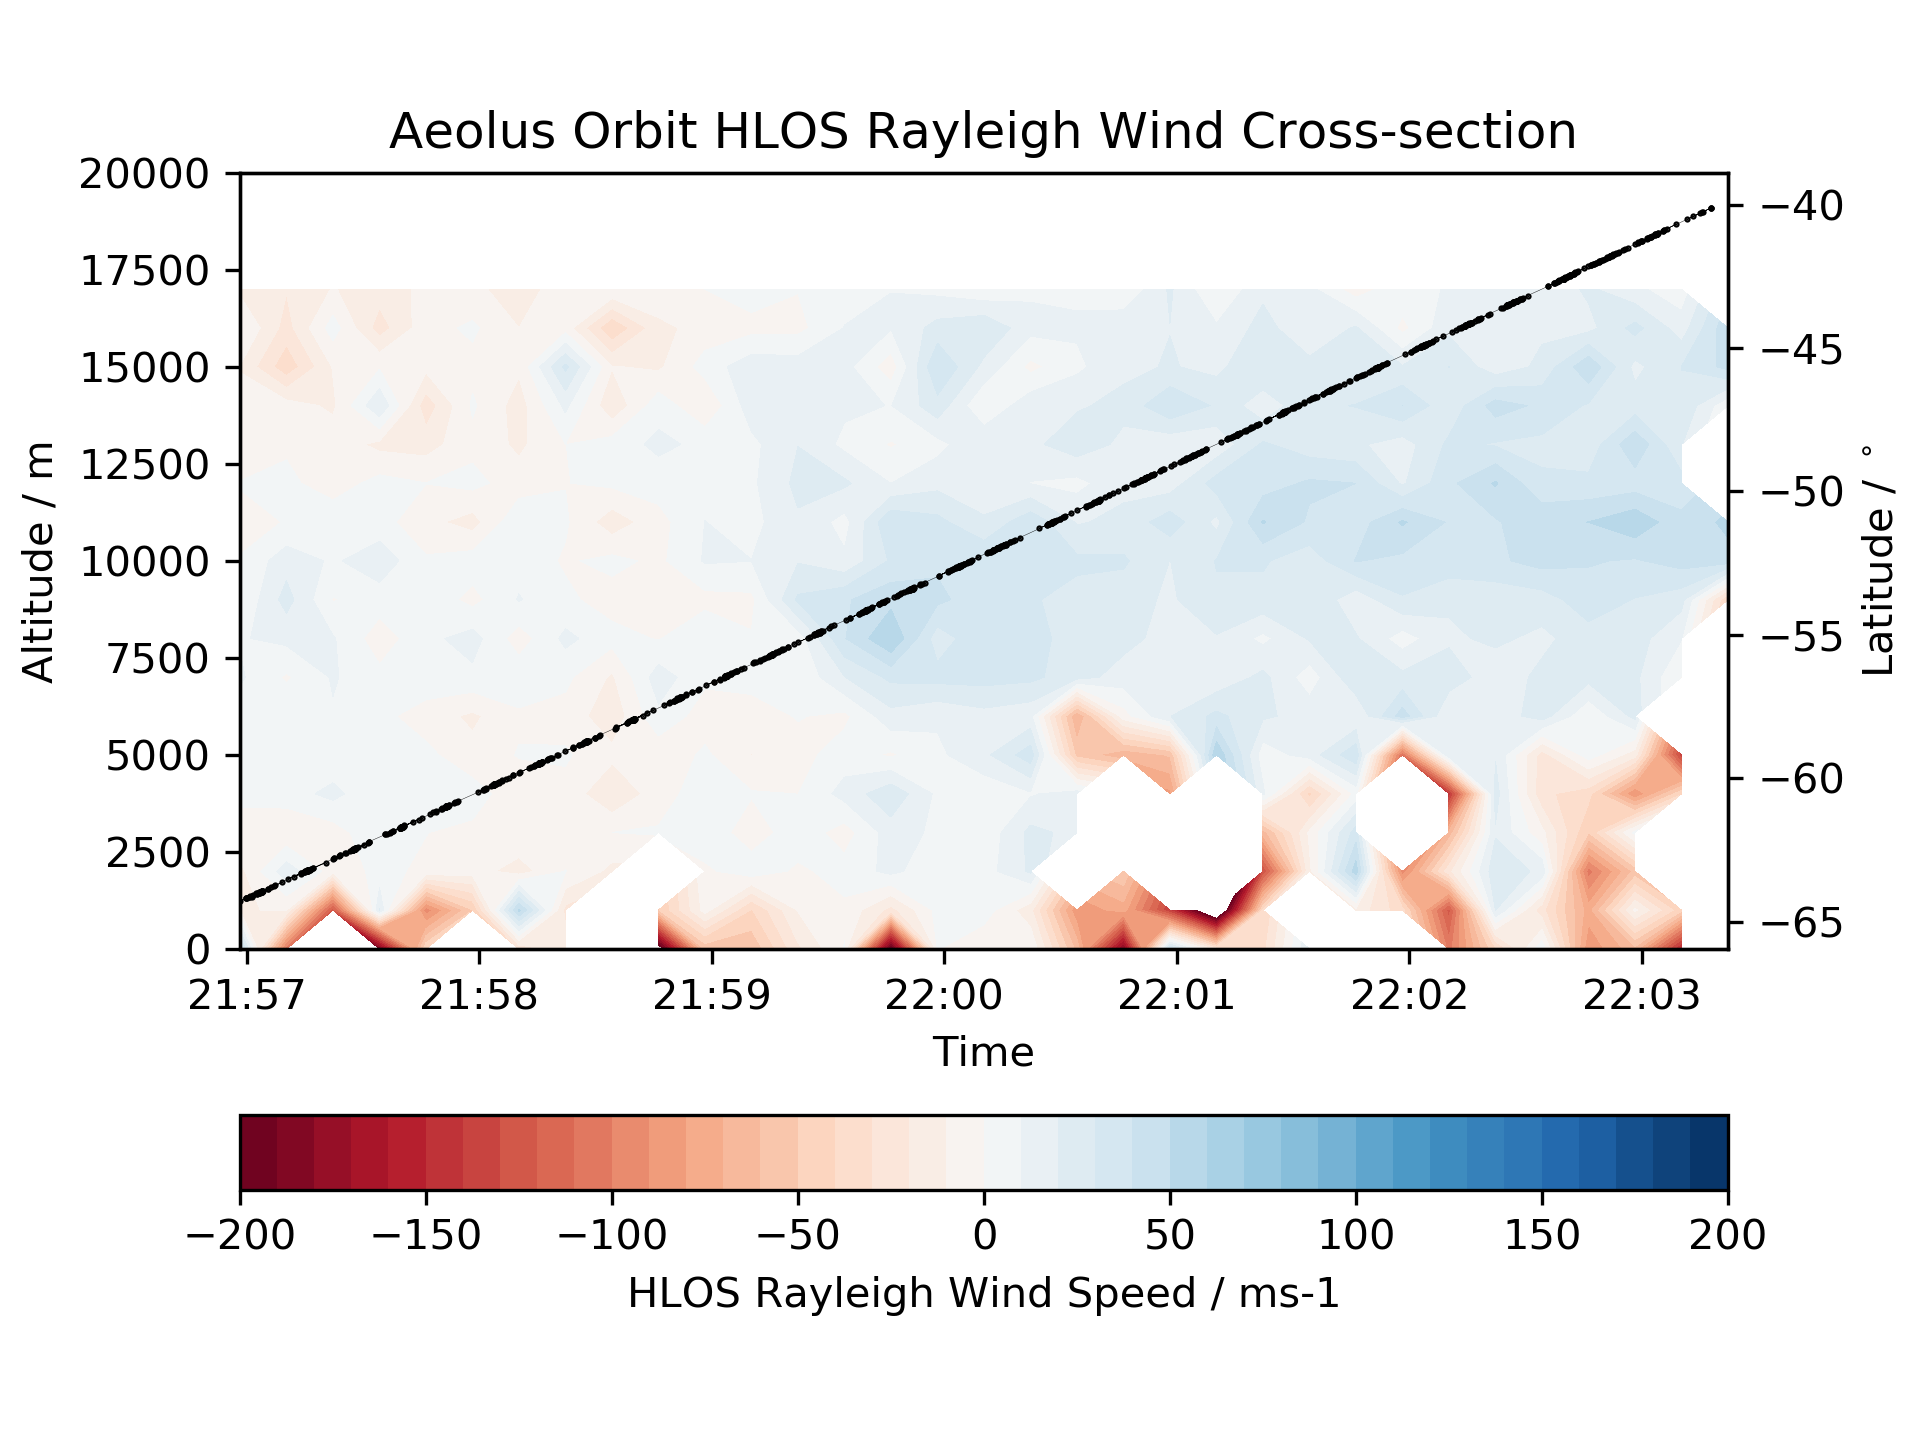 Aeolus Orbit HLOS Rayleigh Wind Cross-section
20000
17500
15000
12500
10000
7500
5000
2500
0
Altitude / m
−40
−45
−50
−55
−60
−65
Latitude / °
21:57 21:58 21:59 22:00 22:01 22:02 22:03
Time
−200 −150 −100 −50 0 50 100 150 200
HLOS Rayleigh Wind Speed / ms-1